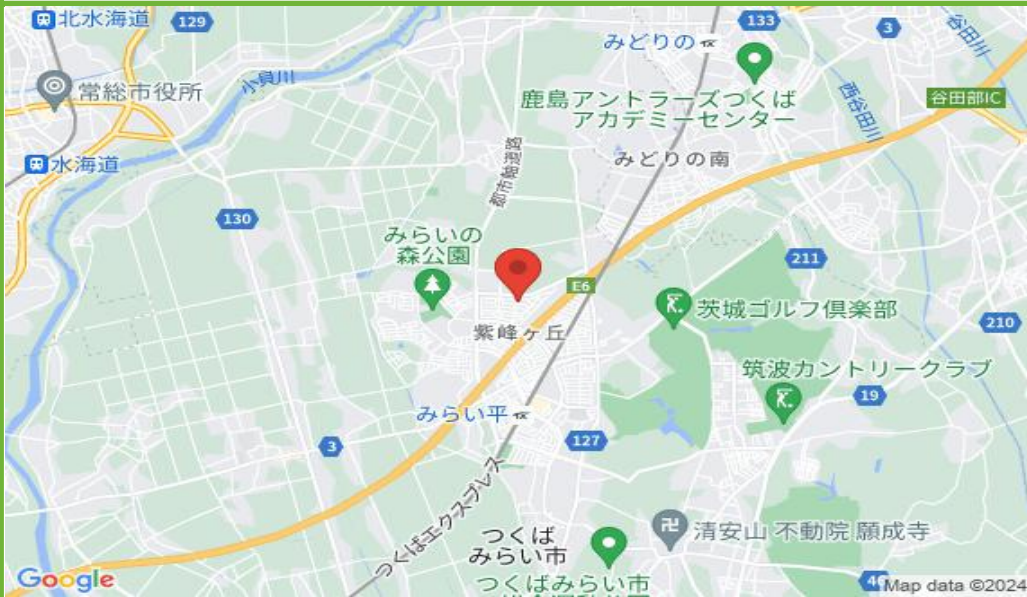 北水海道
129
133
みどりの 駅
3
谷田川
小貝川
常総市役所
鹿島アントラーズつくば
アカデミーセンター
西谷田川
谷田部IC
水海道
都市軸道路
みどりの南
130
みらいの
森公園
211
E6
茨城ゴルフ倶楽部
210
紫峰ヶ丘
筑波カントリークラブ
みらい平 駅
19
3
127
つくばエクスプレス
つくば
みらい市
清安山 不動院 願成寺
つくばみらい市
Google
46
Map data ©2024